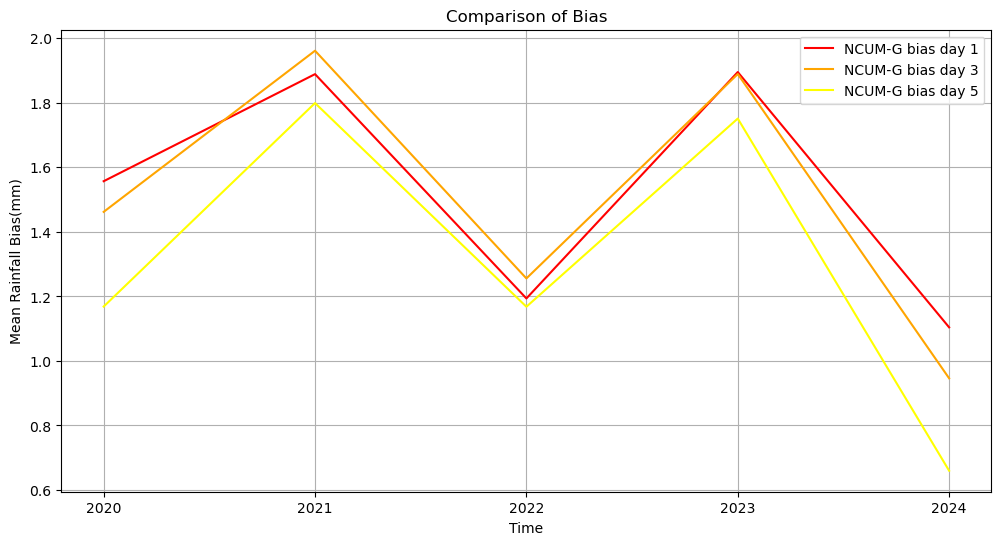 Comparison of Bias
NCUM-G bias day 1
NCUM-G bias day 3
NCUM-G bias day 5
Mean Rainfall Bias(mm)
2.0
1.8
1.6
1.4
1.2
1.0
0.8
0.6
2020 2021 2022 2023 2024
Time